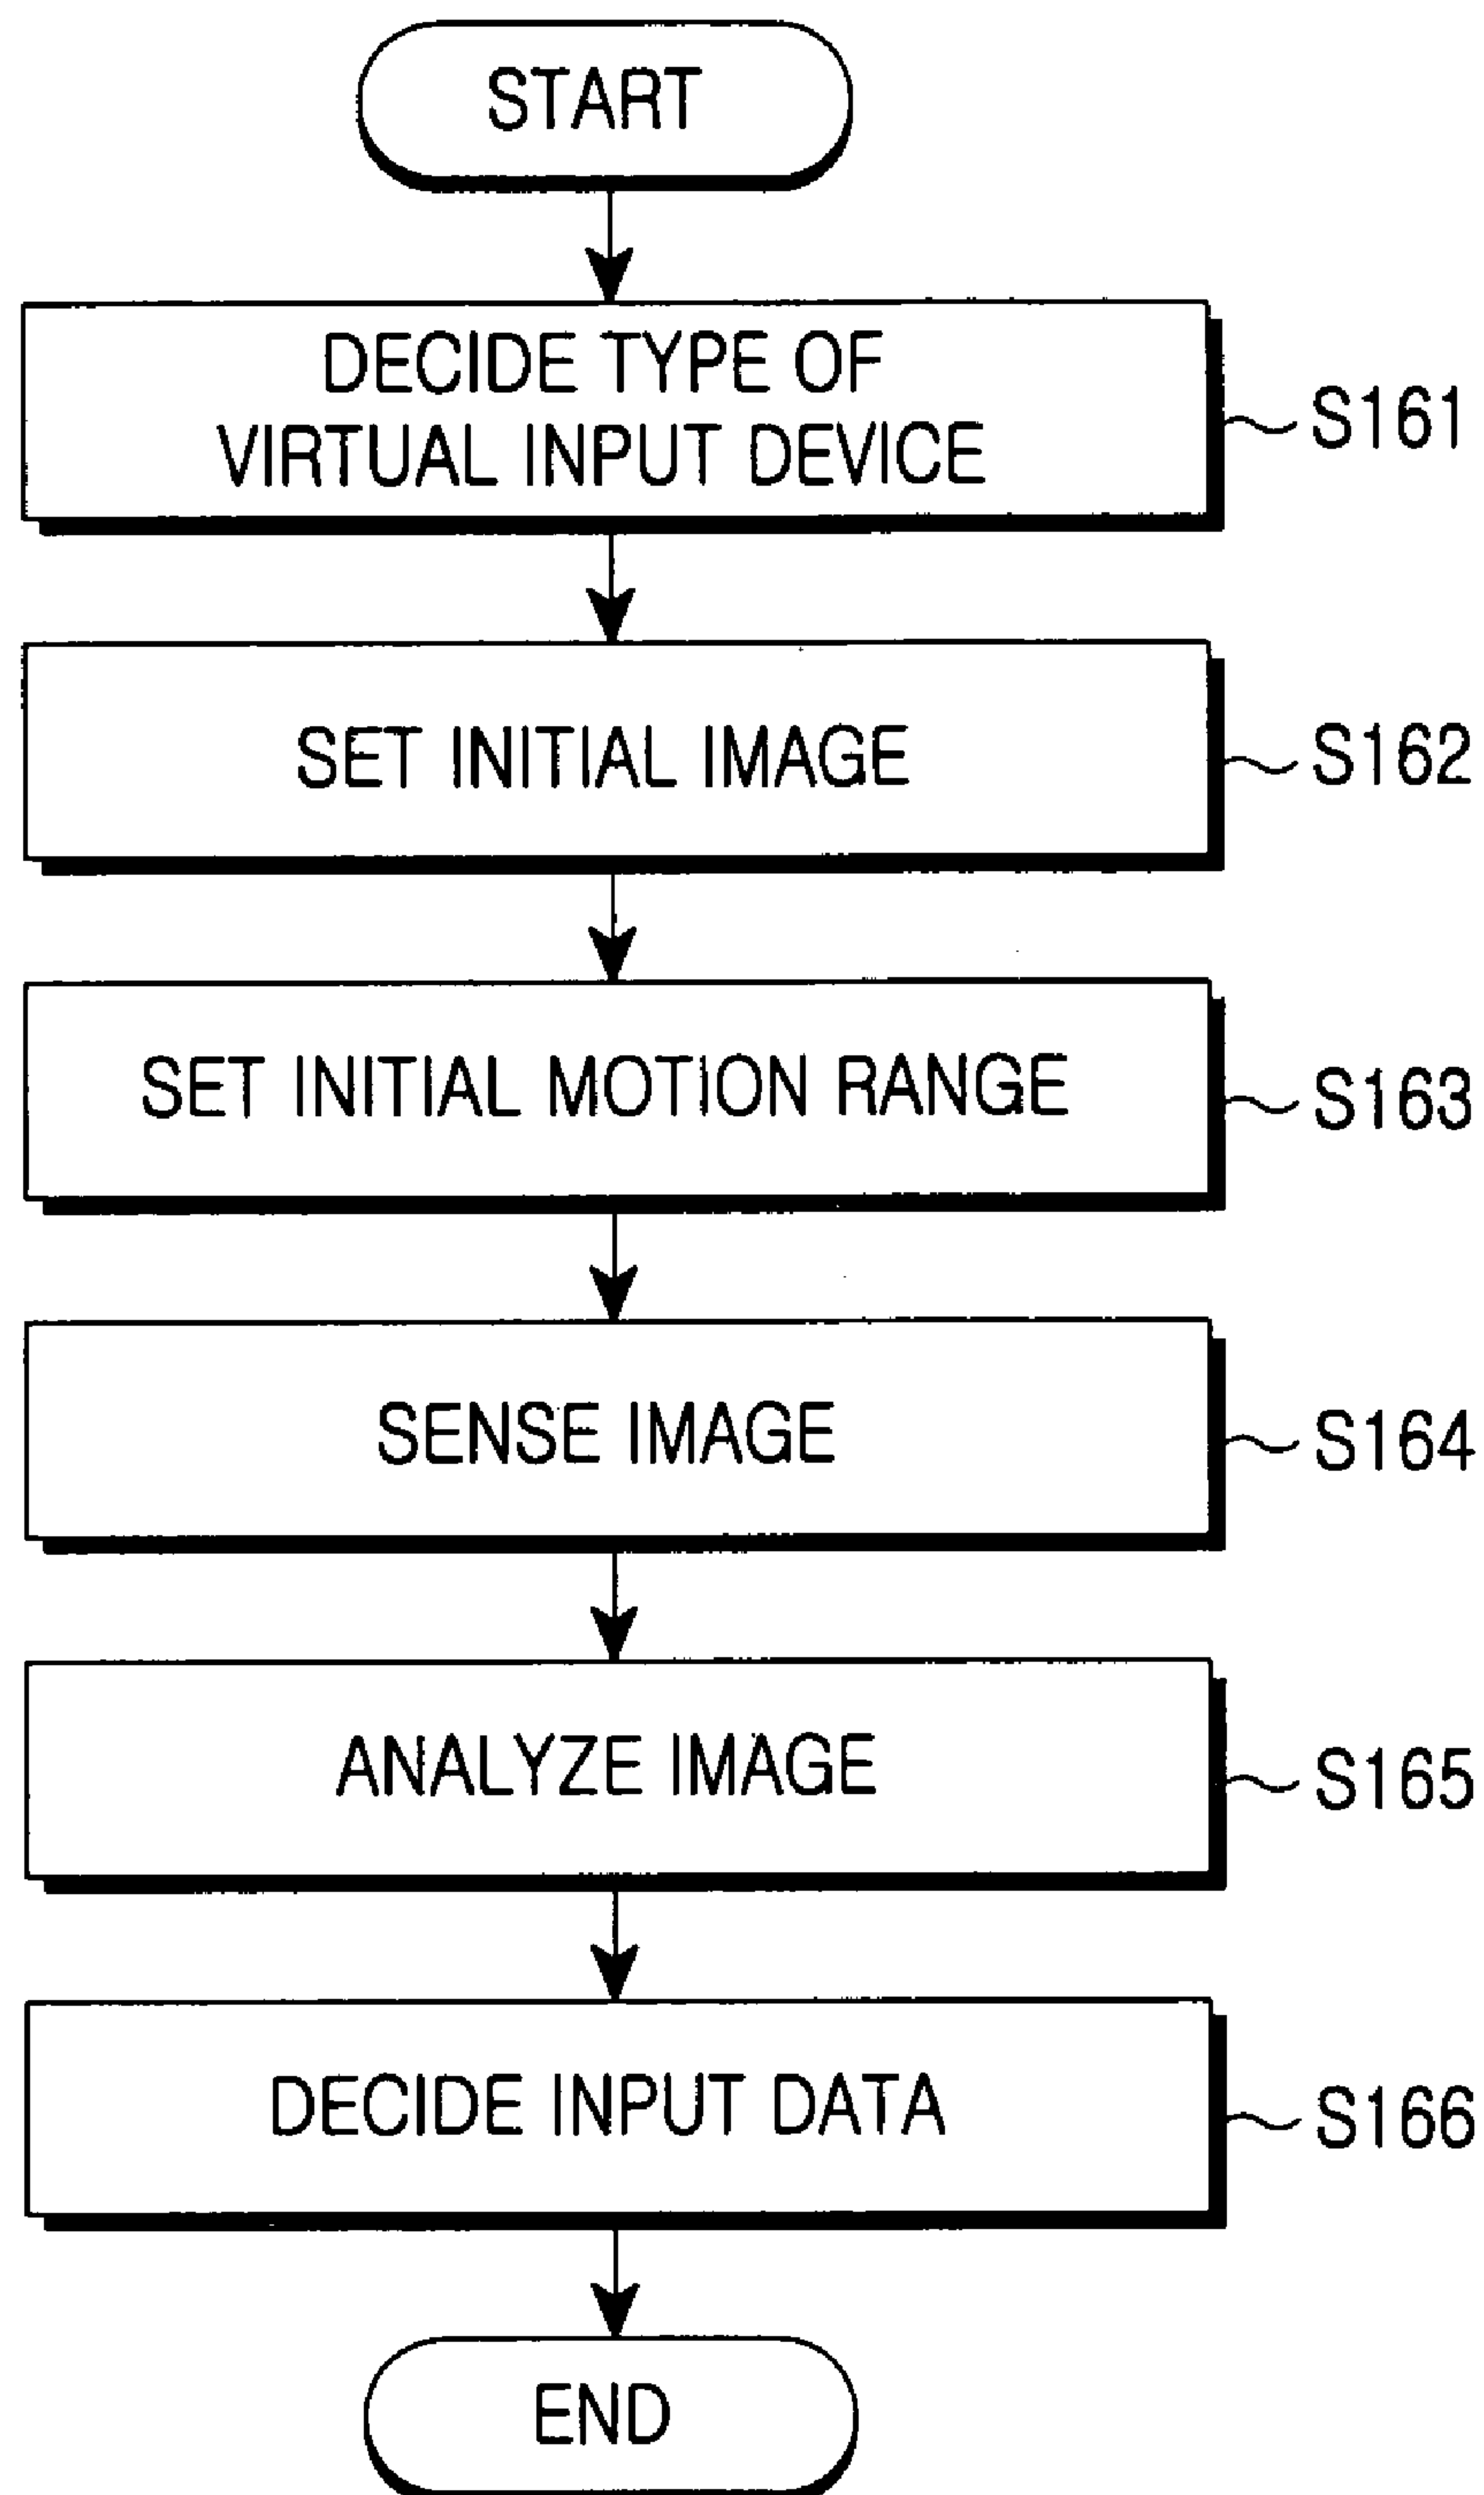 START
DECIDE TYPE OF
VIRTUAL INPUT DEVICE
S161
SET INITIAL IMAGE
S162
SET INITIAL MOTION RANGE
S163
SENSE IMAGE
S164
ANALYZE IMAGE
S165
DECIDE INPUT DATA
S166
END